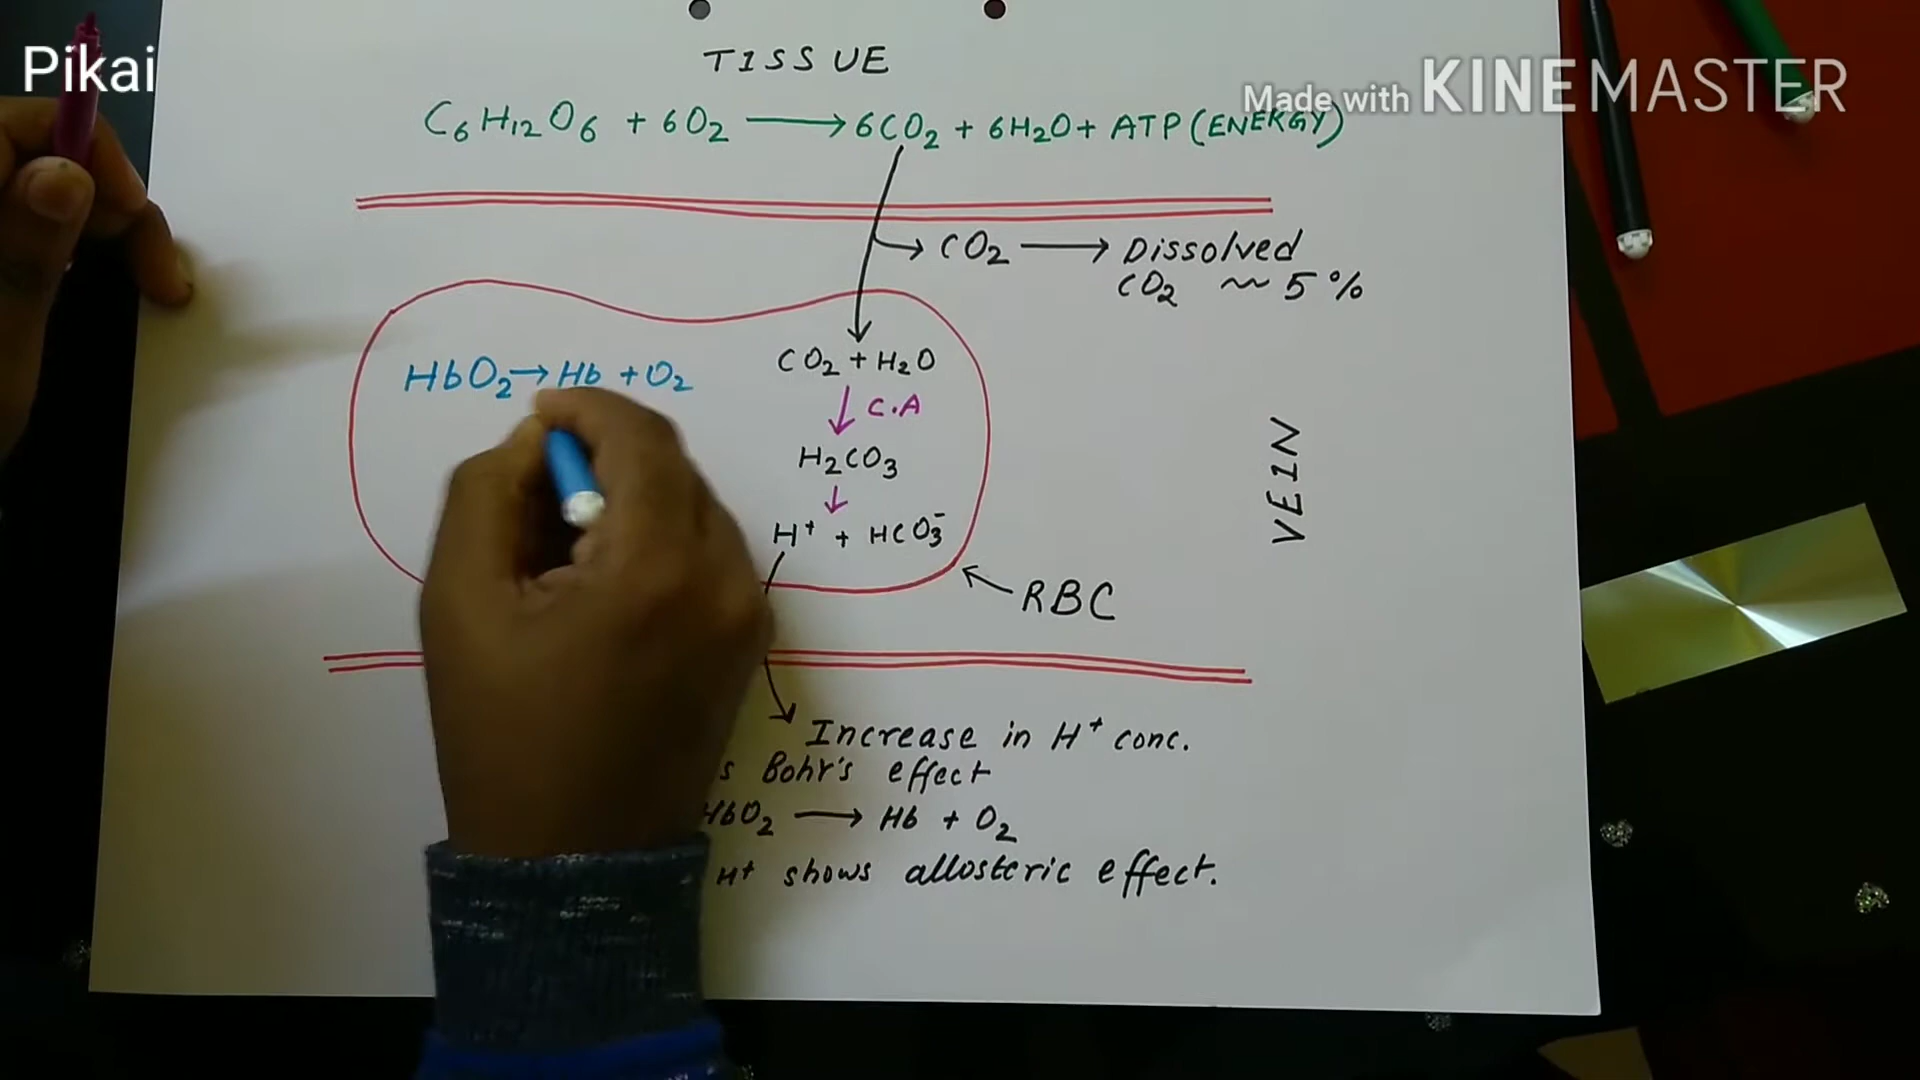 Pikai
Made with KINEMASTER
TISSUE
C6H12O6 + 6O2 ⟶ 6CO2 + 6H2O + ATP (ENERGY)
CO2 ⟶ Dissolved
CO2 ~ 5%
HbO2 → Hb + O2
CO2 + H2O
↓ C.A
H2CO3
↓
H⁺ + HCO3⁻
← RBC
VEIN
Increase in H⁺ conc.
Bohr's effect
HbO2 ⟶ Hb + O2
H⁺ shows allosteric effect.